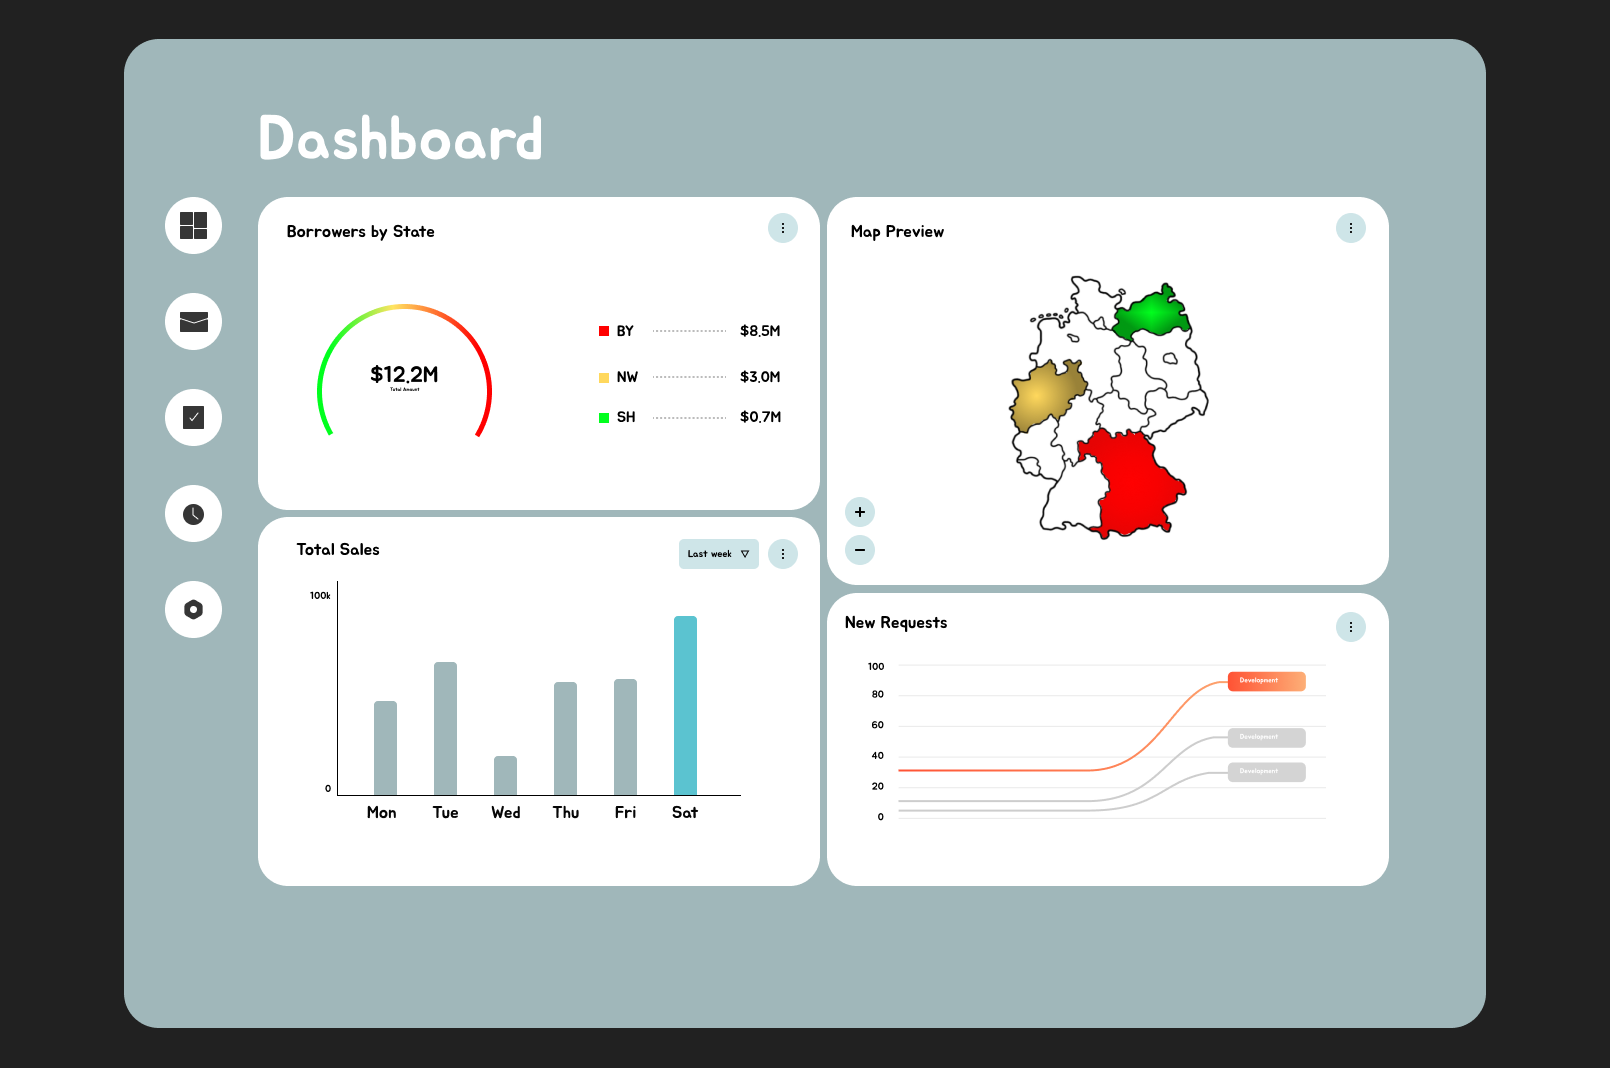 Dashboard
Borrowers by State
$12.2M
Total Amount
BY $8.5M
NW $3.0M
SH $0.7M
Map Preview
+
−
Total Sales
Last week
100k
0
Mon Tue Wed Thu Fri Sat
New Requests
100
80
60
40
20
0
Development
Development
Development